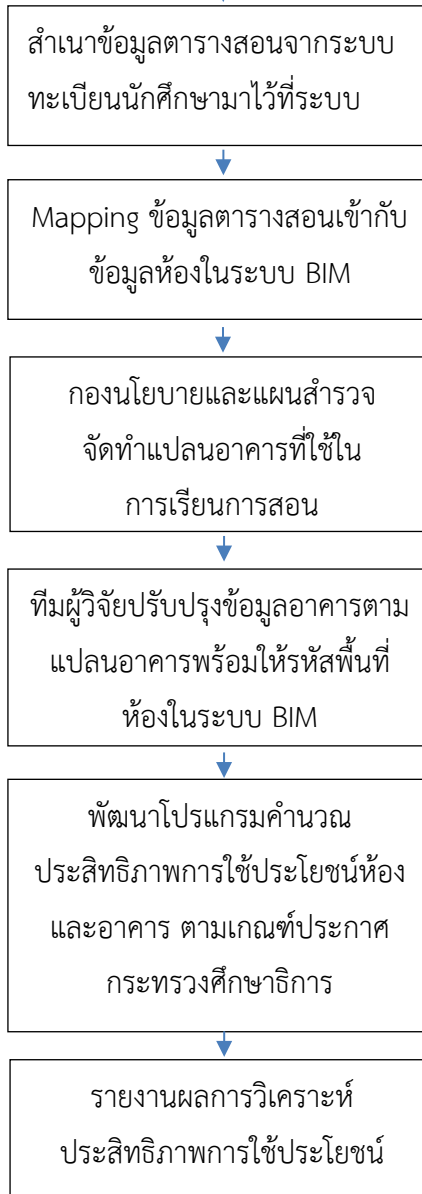 สำเนาข้อมูลตารางสอนจากระบบ
ทะเบียนนักศึกษามาไว้ที่ระบบ
Mapping ข้อมูลตารางสอนเข้ากับ
ข้อมูลห้องในระบบ BIM
กองนโยบายและแผนสำรวจ
จัดทำแปลนอาคารที่ใช้ใน
การเรียนการสอน
ทีมผู้วิจัยปรับปรุงข้อมูลอาคารตาม
แปลนอาคารพร้อมให้รหัสพื้นที่
ห้องในระบบ BIM
พัฒนาโปรแกรมคำนวณ
ประสิทธิภาพการใช้ประโยชน์ห้อง
และอาคาร ตามเกณฑ์ประกาศ
กระทรวงศึกษาธิการ
รายงานผลการวิเคราะห์
ประสิทธิภาพการใช้ประโยชน์